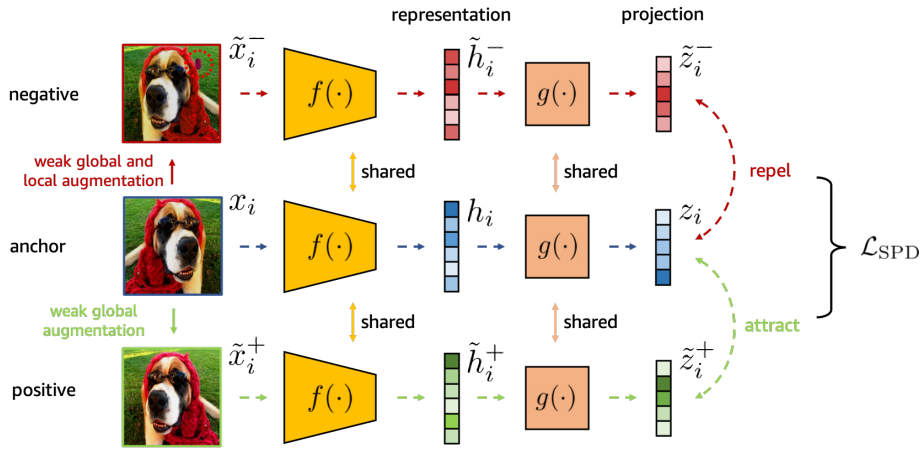 representation
projection
negative
x̃ᵢ⁻
f(·)
h̃ᵢ⁻
g(·)
z̃ᵢ⁻
weak global and
local augmentation
shared
shared
repel
anchor
xᵢ
f(·)
hᵢ
g(·)
zᵢ
ℒ_SPD
weak global
augmentation
shared
shared
attract
positive
x̃ᵢ⁺
f(·)
h̃ᵢ⁺
g(·)
z̃ᵢ⁺